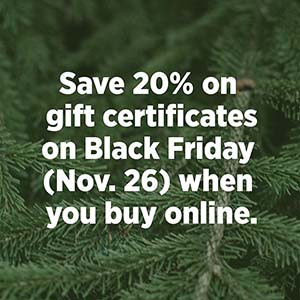 Save 20% on
gift certificates
on Black Friday
(Nov. 26) when
you buy online.